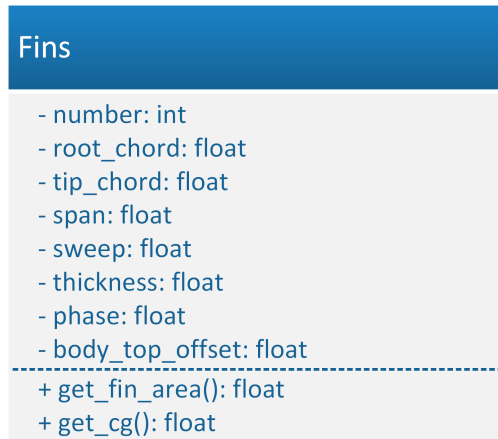 Fins
- number: int
- root_chord: float
- tip_chord: float
- span: float
- sweep: float
- thickness: float
- phase: float
- body_top_offset: float
+ get_fin_area(): float
+ get_cg(): float